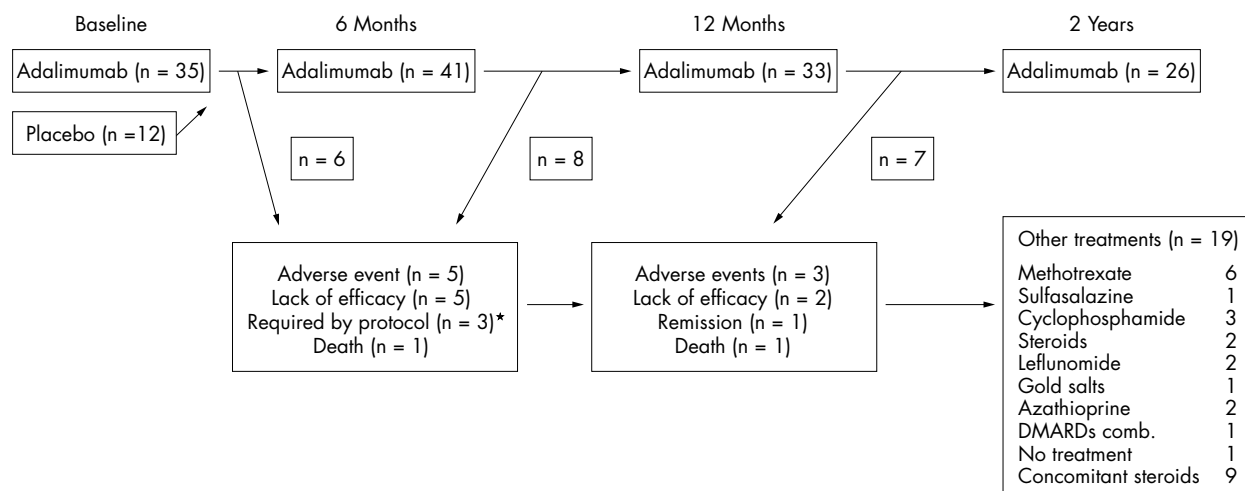 Baseline
6 Months
12 Months
2 Years
Adalimumab (n = 35)
Adalimumab (n = 41)
Adalimumab (n = 33)
Adalimumab (n = 26)
Placebo (n =12)
n = 6
n = 8
n = 7
Adverse event (n = 5)
Lack of efficacy (n = 5)
Required by protocol (n = 3)★
Death (n = 1)
Adverse events (n = 3)
Lack of efficacy (n = 2)
Remission (n = 1)
Death (n = 1)
Other treatments (n = 19)
Methotrexate 6
Sulfasalazine 1
Cyclophosphamide 3
Steroids 2
Leflunomide 2
Gold salts 1
Azathioprine 2
DMARDs comb. 1
No treatment 1
Concomitant steroids 9